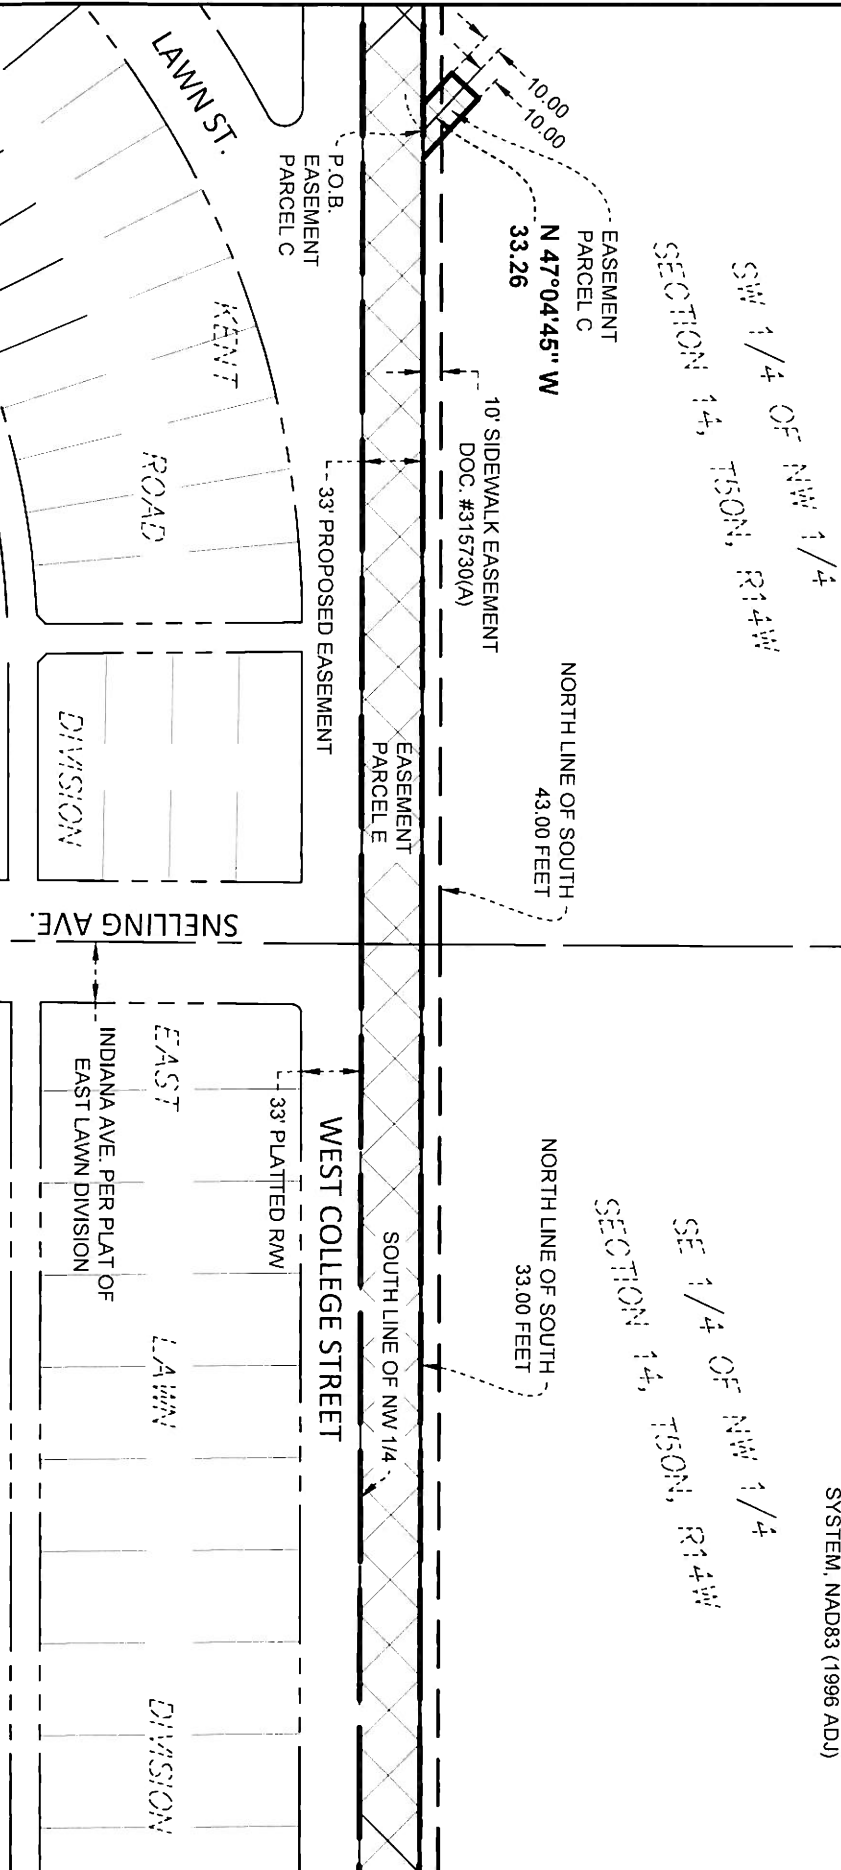 SYSTEM, NAD83 (1996 ADJ)
SW 1/4 OF NW 1/4
SECTION 14, T50N, R14W
SE 1/4 OF NW 1/4
SECTION 14, T50N, R14W
10.00
10.00
EASEMENT
PARCEL C
N 47°04'45" W
33.26
NORTH LINE OF SOUTH
43.00 FEET
NORTH LINE OF SOUTH
33.00 FEET
10' SIDEWALK EASEMENT
DOC. #315730(A)
EASEMENT
PARCEL E
SOUTH LINE OF NW 1/4
P.O.B.
EASEMENT
PARCEL C
33' PROPOSED EASEMENT
WEST COLLEGE STREET
33' PLATTED R/W
LAWN ST.
KENT
ROAD
DIVISION
SNELLING AVE.
INDIANA AVE. PER PLAT OF
EAST LAWN DIVISION
EAST
LAWN
DIVISION